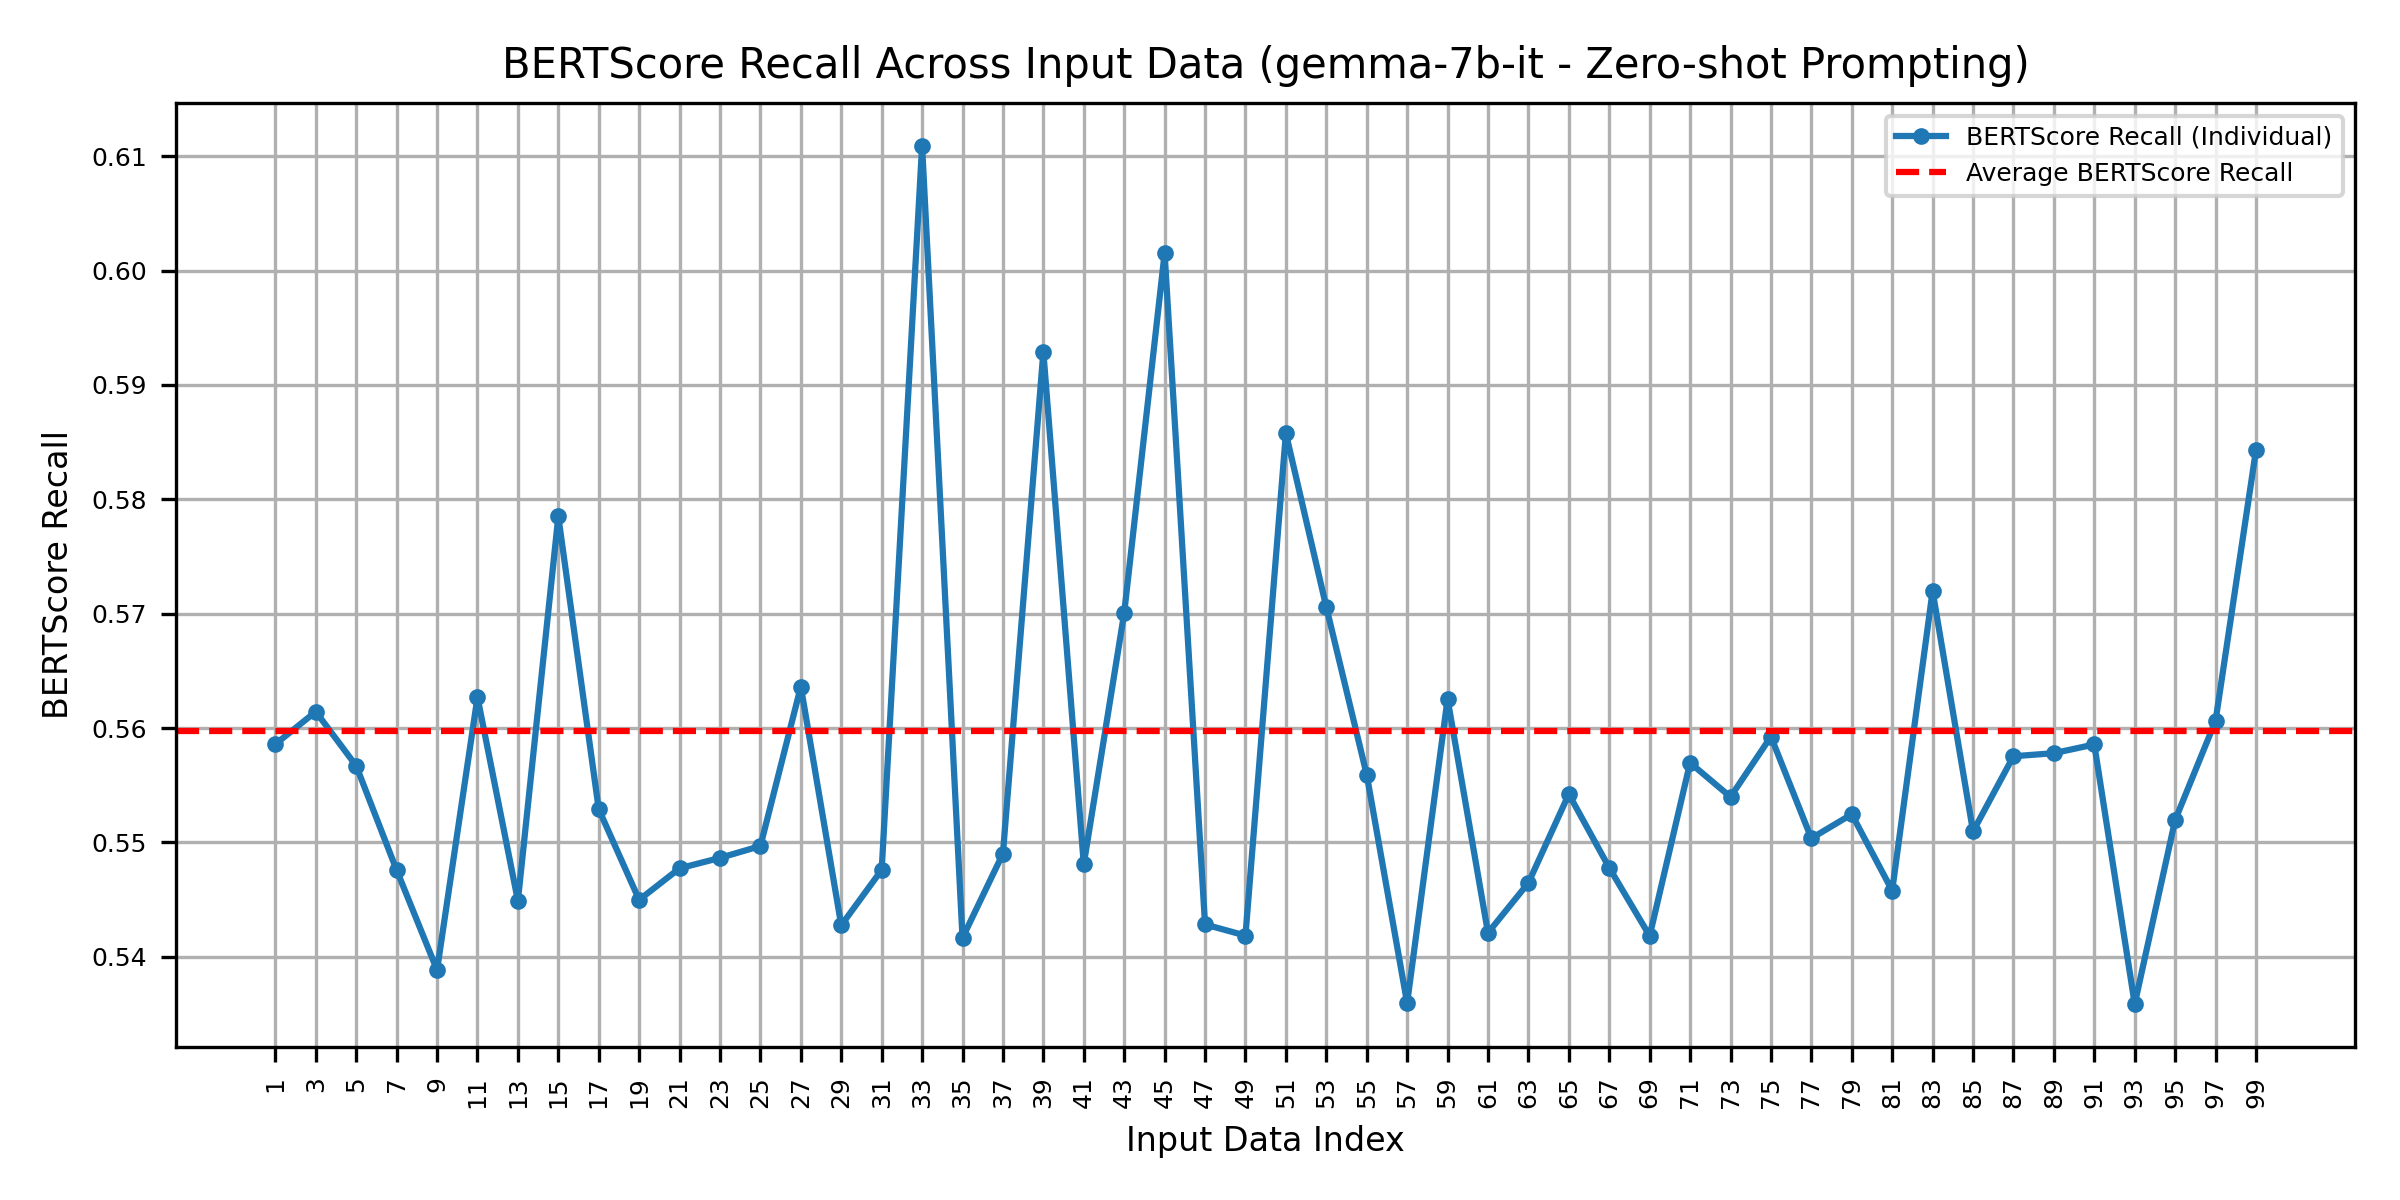 BERTScore Recall Across Input Data (gemma-7b-it - Zero-shot Prompting)
BERTScore Recall (Individual)
Average BERTScore Recall
0.61
0.60
0.59
0.58
0.57
0.56
0.55
0.54
BERTScore Recall
1 3 5 7 9 11 13 15 17 19 21 23 25 27 29 31 33 35 37 39 41 43 45 47 49 51 53 55 57 59 61 63 65 67 69 71 73 75 77 79 81 83 85 87 89 91 93 95 97 99
Input Data Index